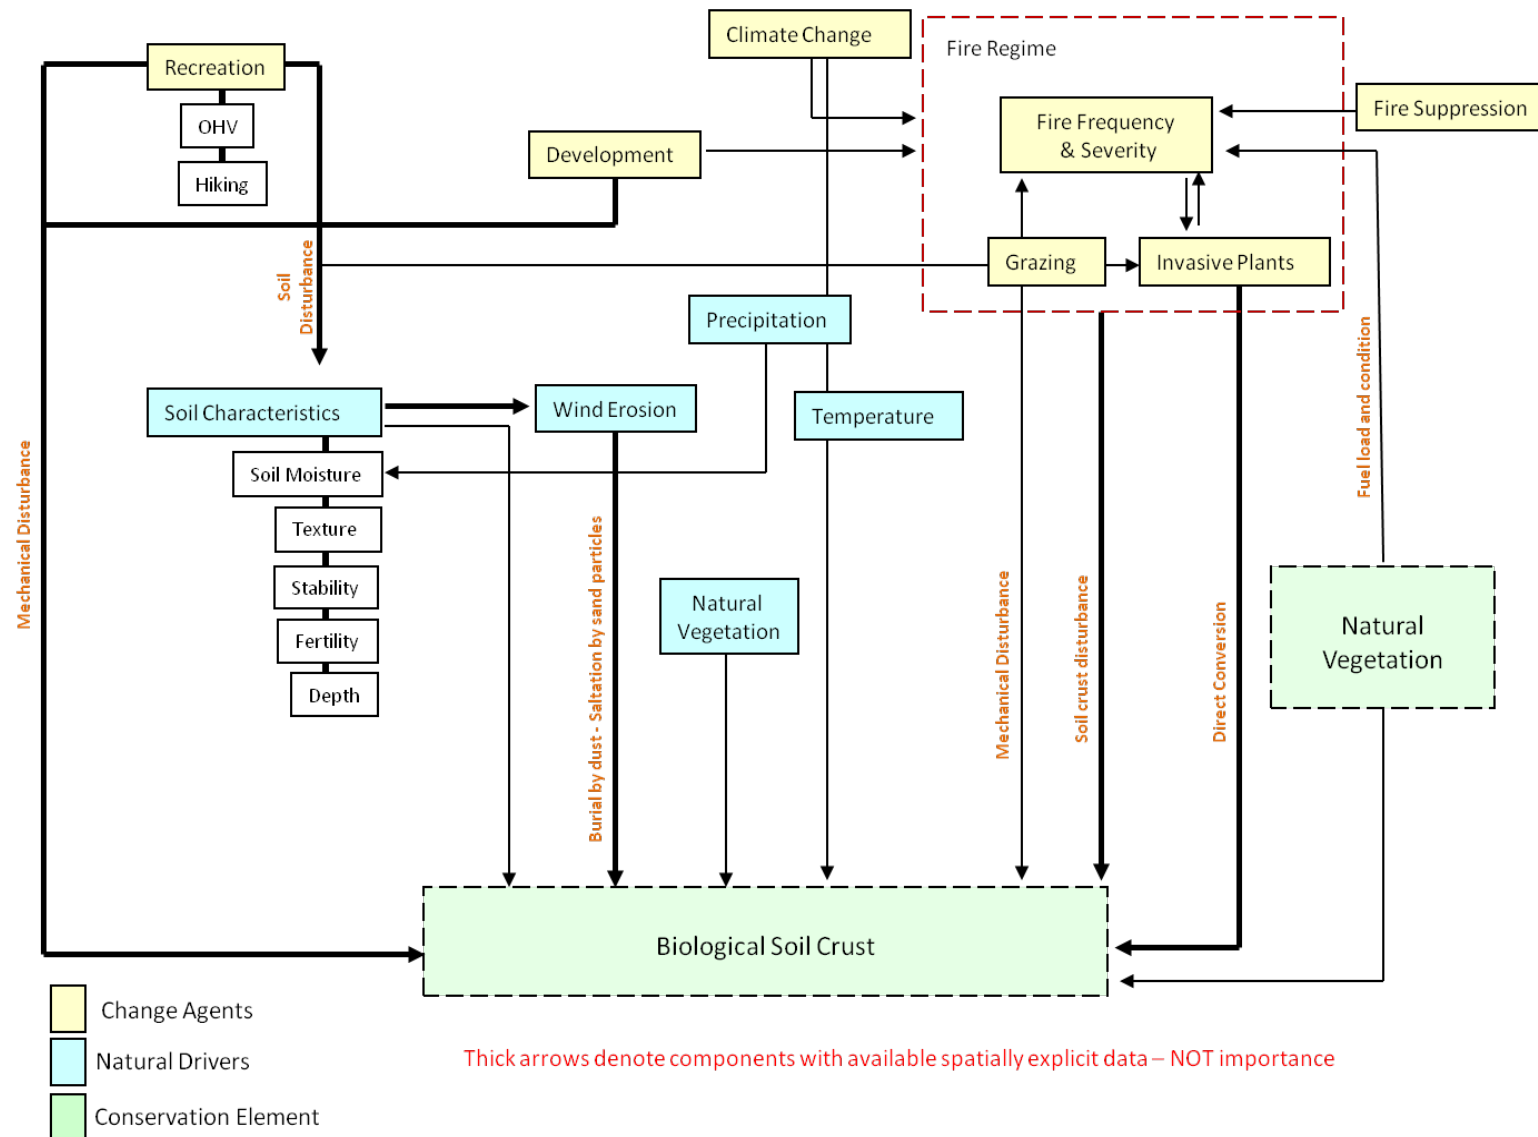 Climate Change
Fire Regime
Recreation
Fire Frequency
& Severity
Fire Suppression
OHV
Development
Hiking
Grazing
Invasive Plants
Soil
Disturbance
Precipitation
Soil Characteristics
Wind Erosion
Temperature
Fuel load and condition
Soil Moisture
Mechanical Disturbance
Texture
Stability
Burial by dust - Saltation by sand particles
Natural
Vegetation
Fertility
Depth
Mechanical Disturbance
Soil crust disturbance
Direct Conversion
Natural
Vegetation
Biological Soil Crust
Change Agents
Natural Drivers
Conservation Element
Thick arrows denote components with available spatially explicit data – NOT importance